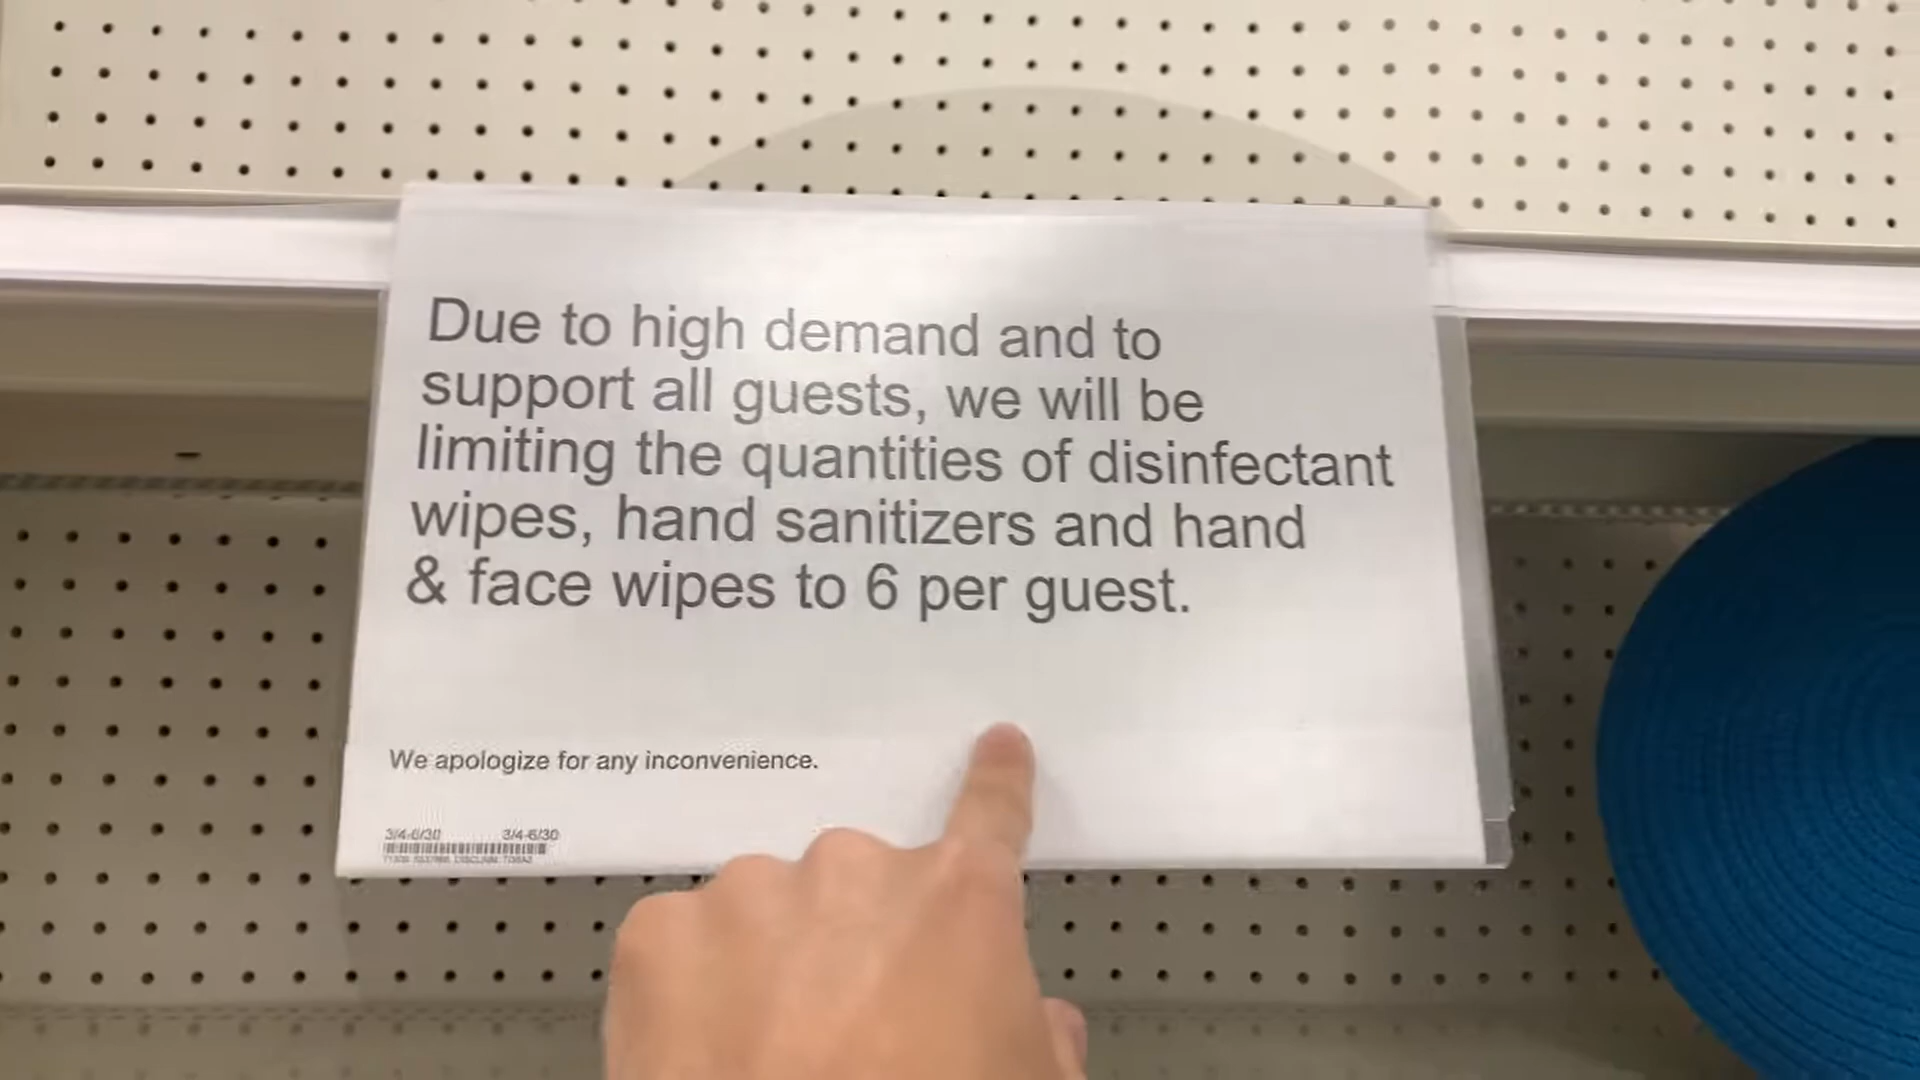 Due to high demand and to
support all guests, we will be
limiting the quantities of disinfectant
wipes, hand sanitizers and hand
& face wipes to 6 per guest.
We apologize for any inconvenience.
3/4-6/30 3/4-6/30